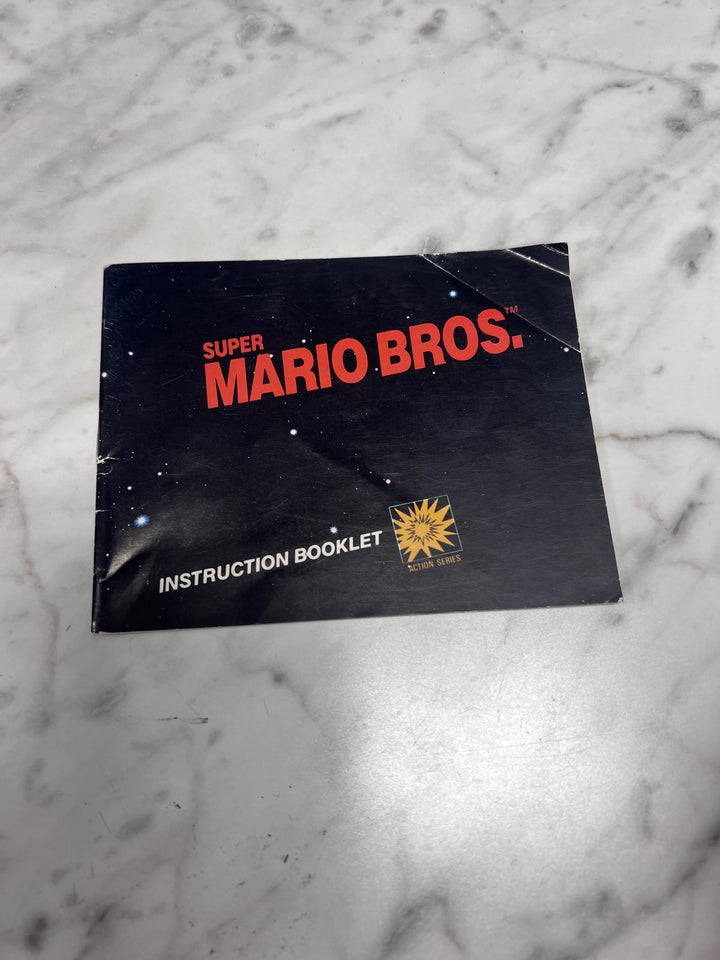 SUPER
MARIO BROS.™
INSTRUCTION BOOKLET
ACTION SERIES